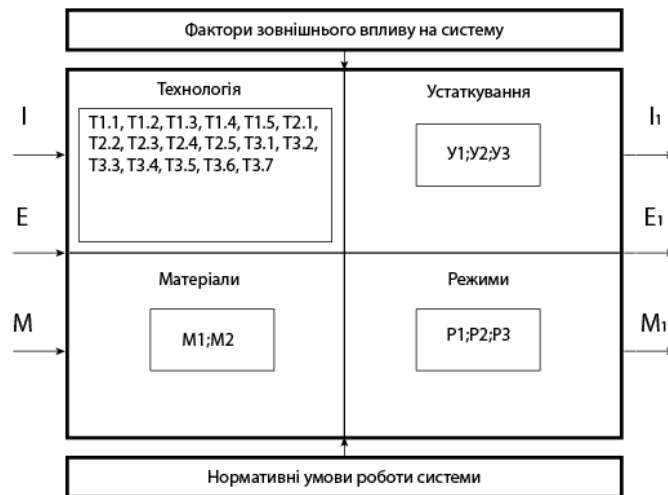 Фактори зовнішнього впливу на систему
Технологія
Устаткування
I
I₁
Т1.1, Т1.2, Т1.3, Т1.4, Т1.5, Т2.1,
Т2.2, Т2.3, Т2.4, Т2.5, Т3.1, Т3.2,
Т3.3, Т3.4, Т3.5, Т3.6, Т3.7
У1;У2;У3
E
E₁
Матеріали
Режими
M
M₁
М1;М2
Р1;Р2;Р3
Нормативні умови роботи системи